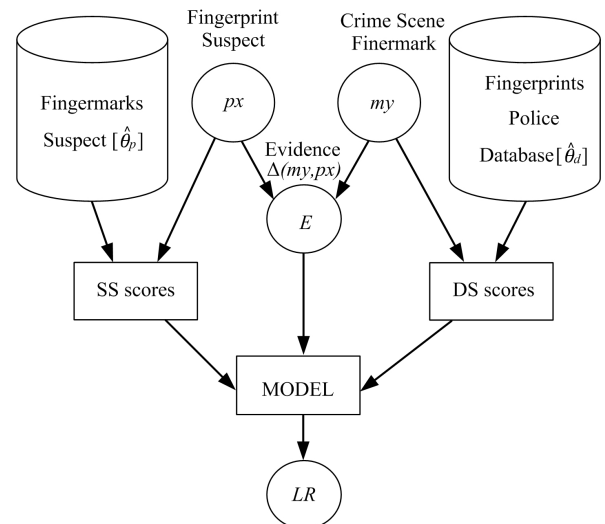 Fingerprint
Suspect
Crime Scene
Finermark
Fingermarks
Suspect [θ̂p]
px
my
Fingerprints
Police
Database[θ̂d]
Evidence
Δ(my,px)
E
SS scores
DS scores
MODEL
LR